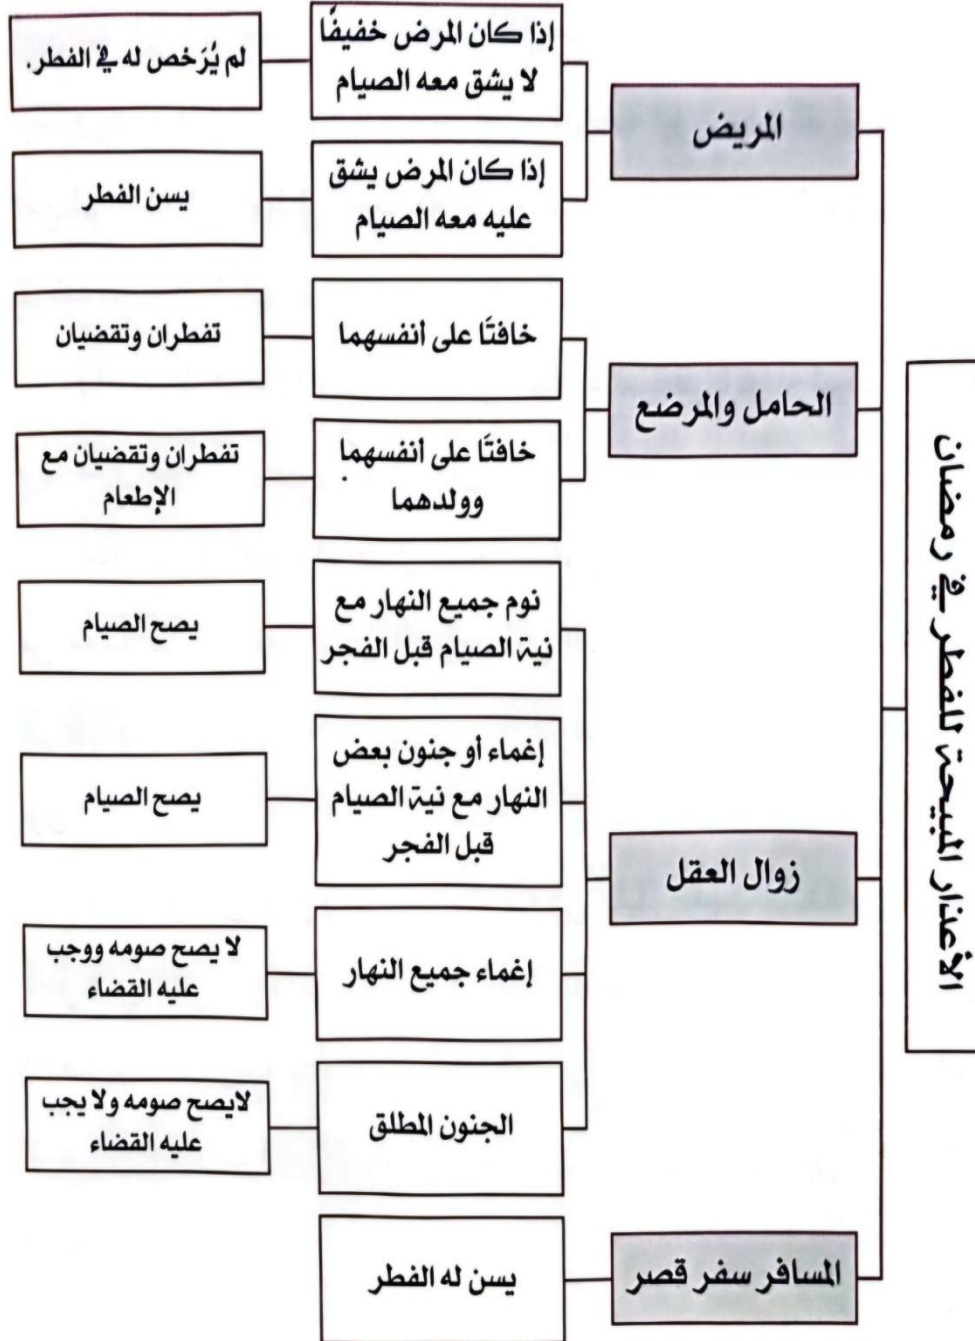 الأعذار المبيحة للفطر في رمضان
المريض
إذا كان المرض خفيفًا
لا يشق معه الصيام
لم يُرَخص له في الفطر.
إذا كان المرض يشق
عليه معه الصيام
يسن الفطر
الحامل والمرضع
خافتَا على أنفسهما
تفطران وتقضيان
خافتَا على أنفسهما
وولدهما
تفطران وتقضيان مع
الإطعام
زوال العقل
نوم جميع النهار مع
نية الصيام قبل الفجر
يصح الصيام
إغماء أو جنون بعض
النهار مع نية الصيام
قبل الفجر
يصح الصيام
إغماء جميع النهار
لا يصح صومه ووجب
عليه القضاء
الجنون المطلق
لايصح صومه ولا يجب
عليه القضاء
المسافر سفر قصر
يسن له الفطر